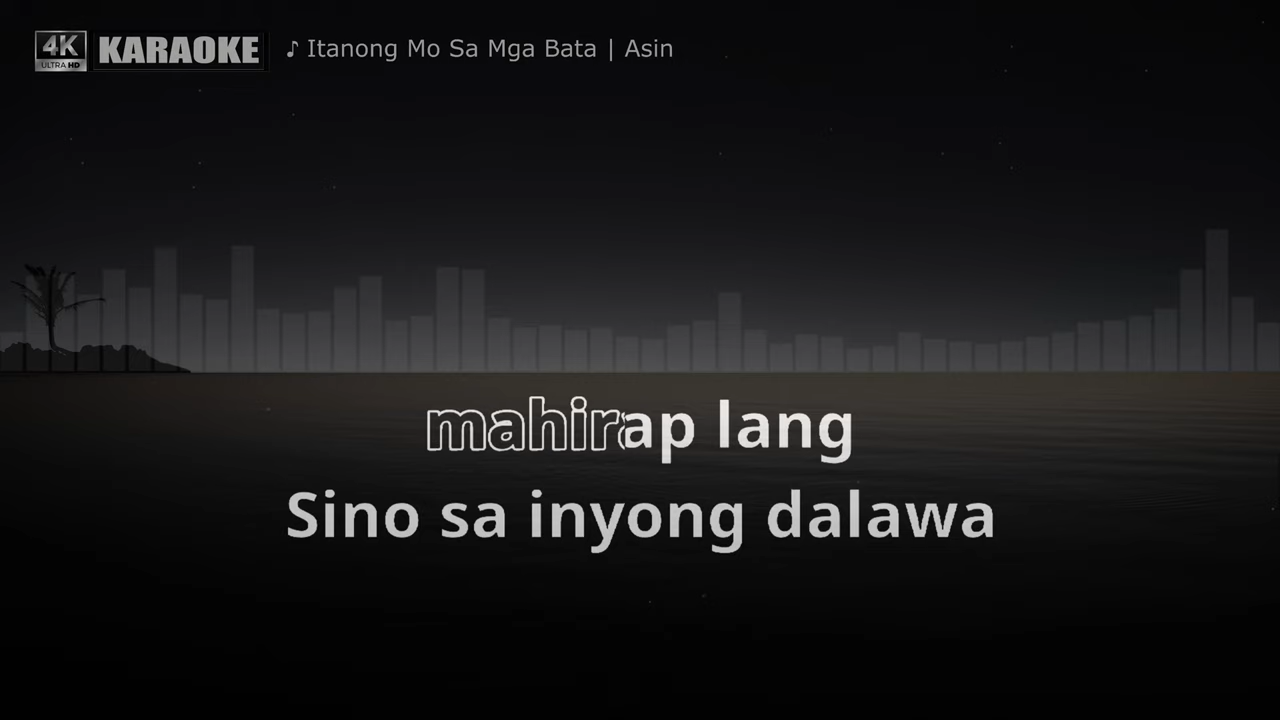 4K
ULTRA HD
KARAOKE
♪ Itanong Mo Sa Mga Bata | Asin
mahirap lang
Sino sa inyong dalawa